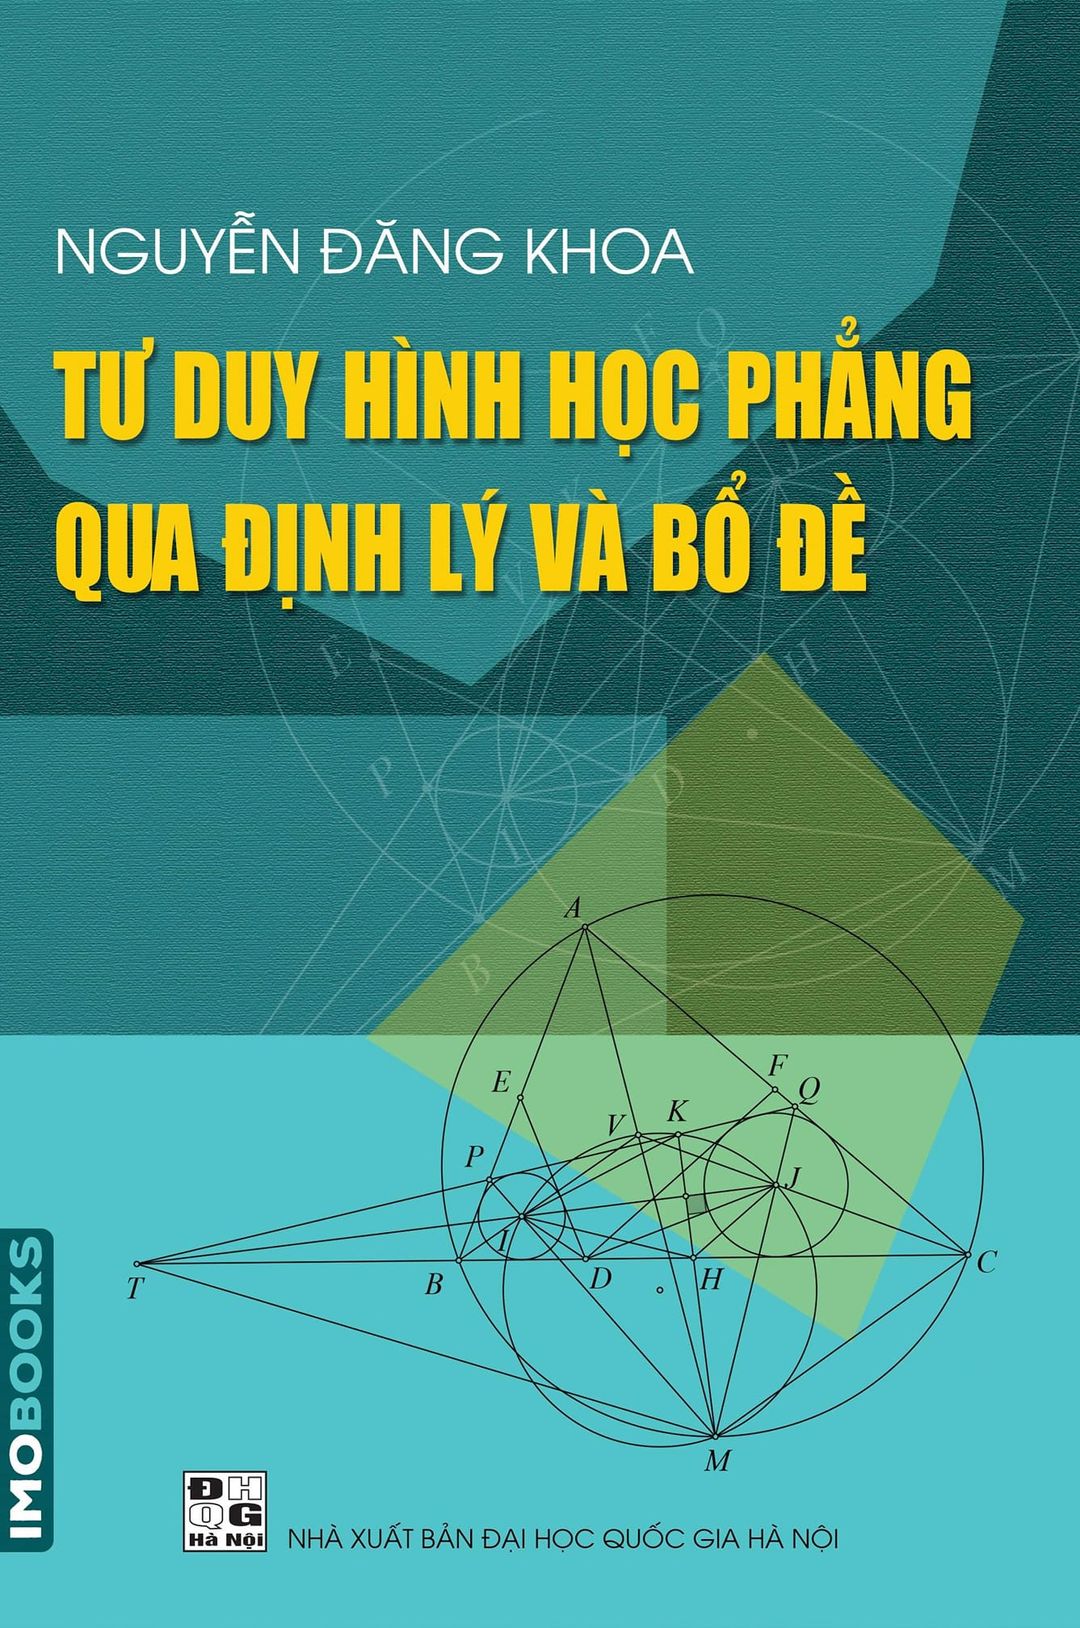 NGUYỄN ĐĂNG KHOA
TƯ DUY HÌNH HỌC PHẲNG
QUA ĐỊNH LÝ VÀ BỔ ĐỀ
E
Q
F
J
K
V
E
H
P
D
I
M
B
A
F
Q
E
K
V
P
J
I
T
B
D
H
C
M
IMOBOOKS
ĐH
QG
Hà Nội
NHÀ XUẤT BẢN ĐẠI HỌC QUỐC GIA HÀ NỘI